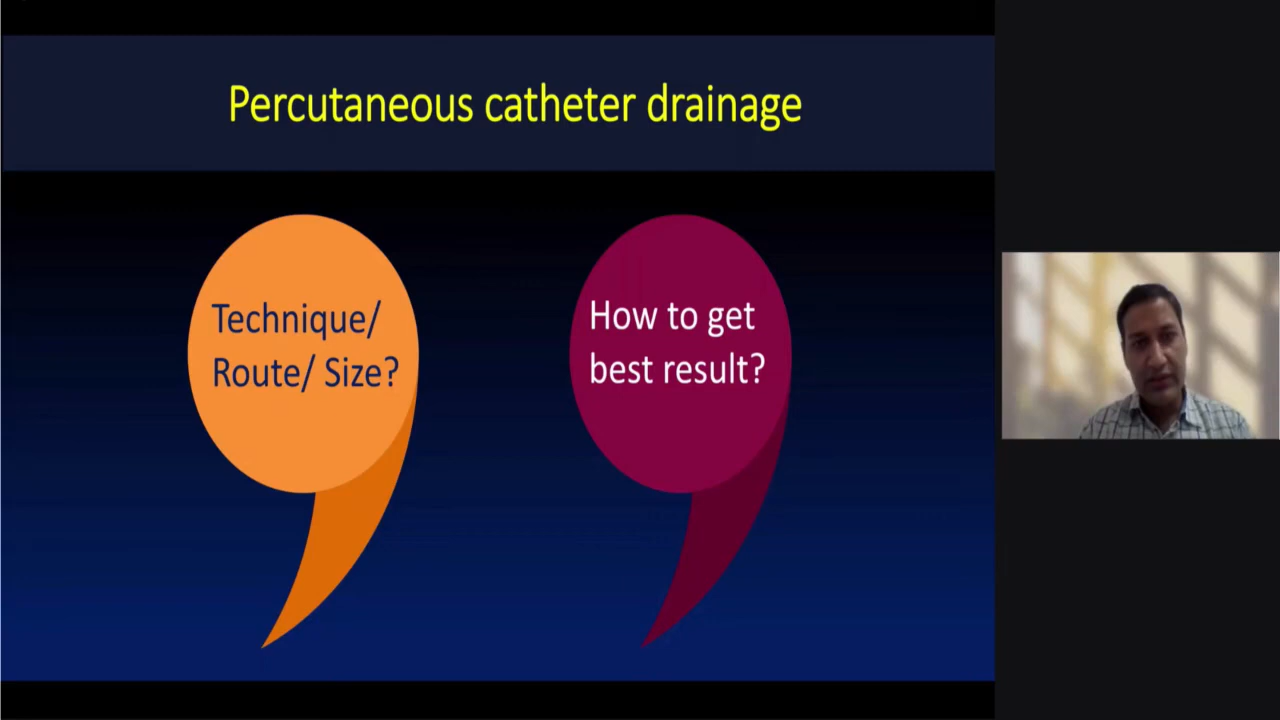 Percutaneous catheter drainage
Technique/
Route/ Size?
How to get
best result?